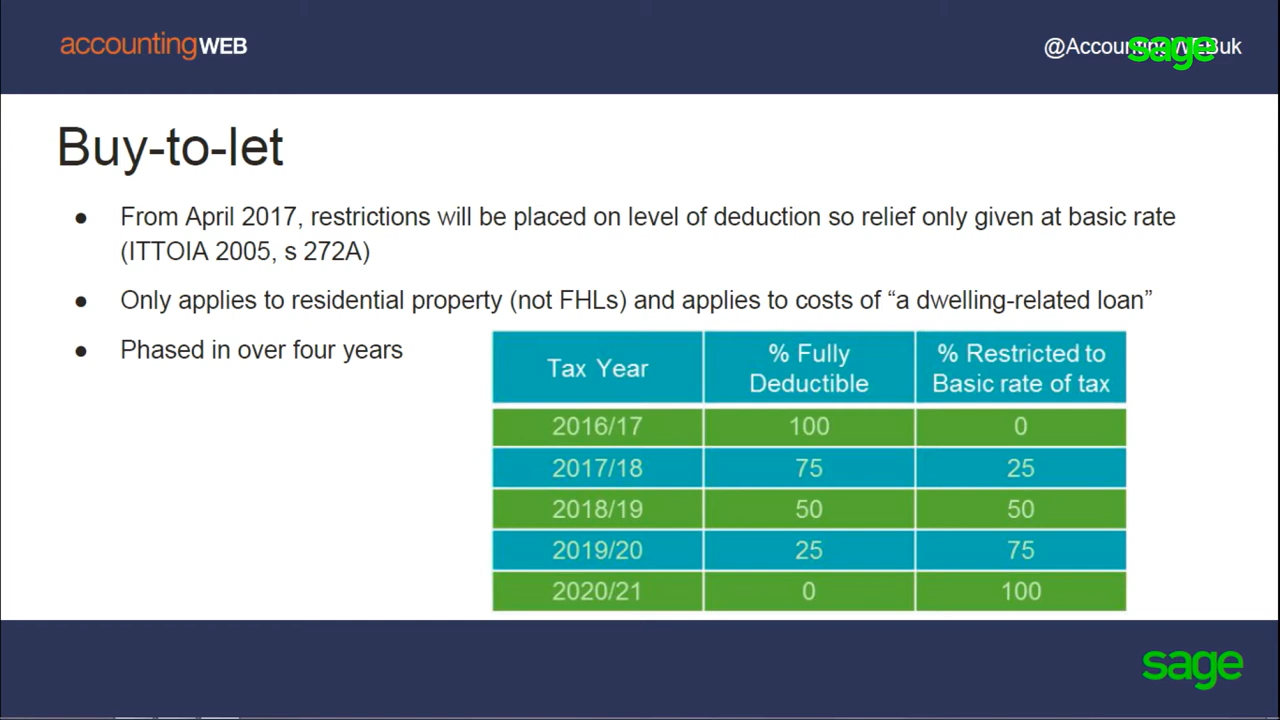 accountingWEB
@AccountingWEBuk
sage
Buy-to-let
● From April 2017, restrictions will be placed on level of deduction so relief only given at basic rate
(ITTOIA 2005, s 272A)
● Only applies to residential property (not FHLs) and applies to costs of “a dwelling-related loan”
● Phased in over four years
Tax Year % Fully Deductible % Restricted to Basic rate of tax
2016/17 100 0
2017/18 75 25
2018/19 50 50
2019/20 25 75
2020/21 0 100
sage